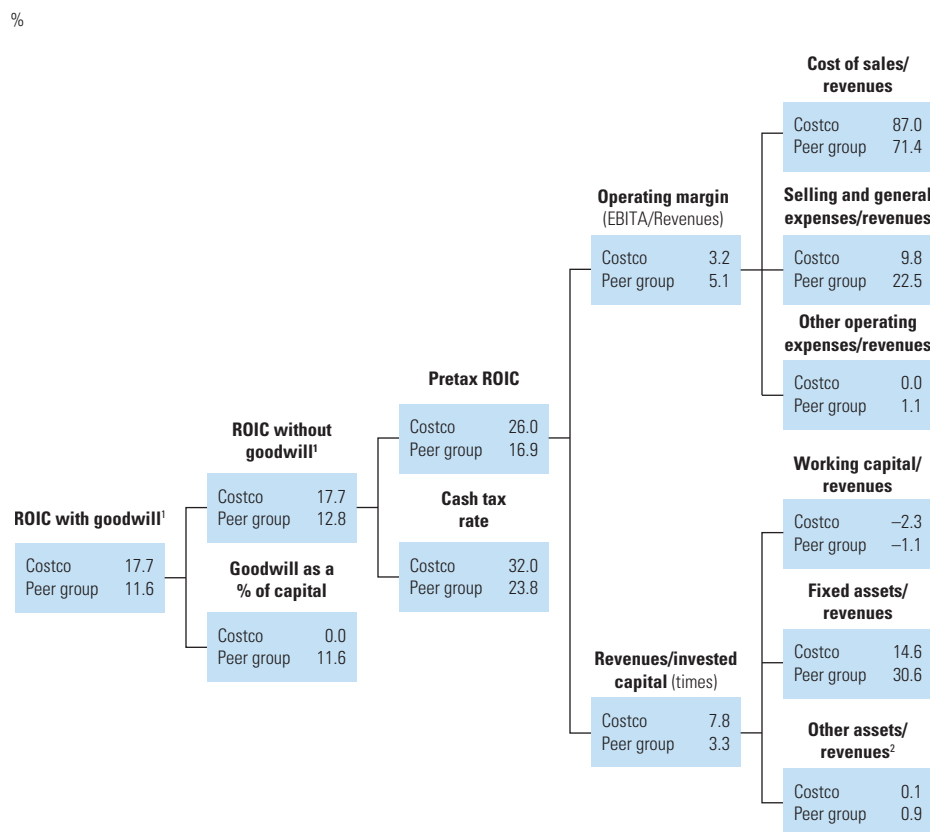 %
ROIC with goodwill¹
Costco 17.7
Peer group 11.6
ROIC without
goodwill¹
Costco 17.7
Peer group 12.8
Goodwill as a
% of capital
Costco 0.0
Peer group 11.6
Pretax ROIC
Costco 26.0
Peer group 16.9
Cash tax
rate
Costco 32.0
Peer group 23.8
Operating margin
(EBITA/Revenues)
Costco 3.2
Peer group 5.1
Revenues/invested
capital (times)
Costco 7.8
Peer group 3.3
Cost of sales/
revenues
Costco 87.0
Peer group 71.4
Selling and general
expenses/revenues
Costco 9.8
Peer group 22.5
Other operating
expenses/revenues
Costco 0.0
Peer group 1.1
Working capital/
revenues
Costco –2.3
Peer group –1.1
Fixed assets/
revenues
Costco 14.6
Peer group 30.6
Other assets/
revenues²
Costco 0.1
Peer group 0.9